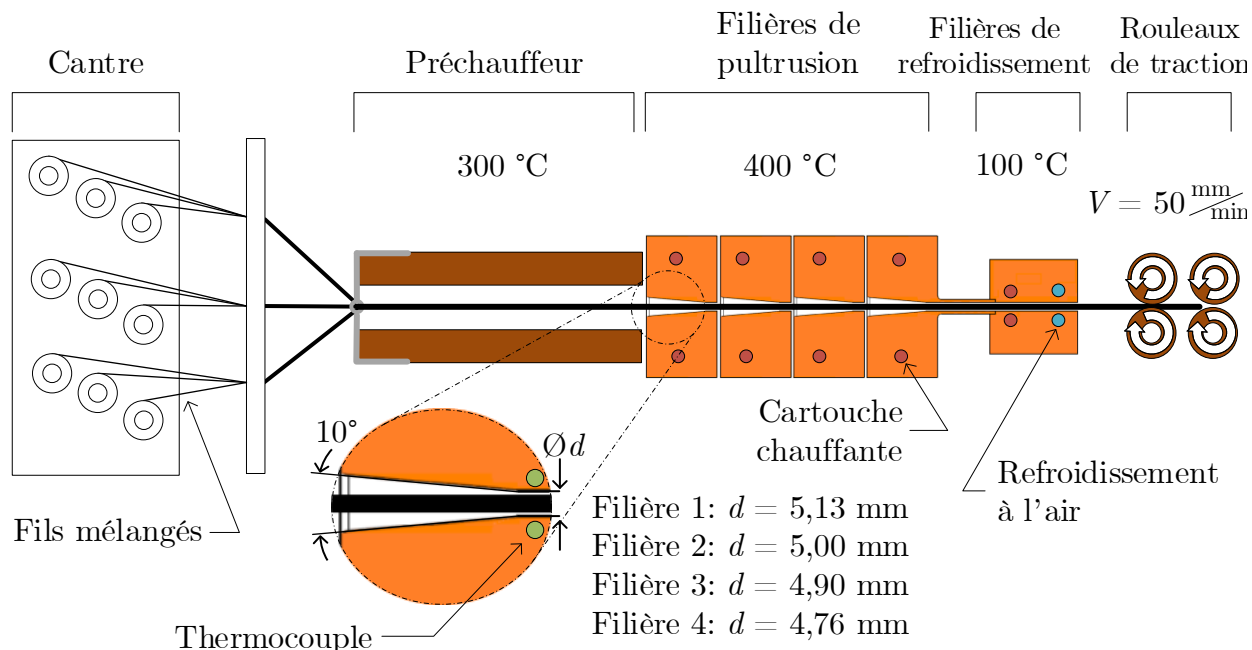 Cantre
Préchauffeur
Filières de
pultrusion
Filières de
refroidissement
Rouleaux
de traction
300 °C
400 °C
100 °C
V = 50 mm/min
10°
Ød
Cartouche
chauffante
Refroidissement
à l'air
Fils mélangés
Thermocouple
Filière 1: d = 5,13 mm
Filière 2: d = 5,00 mm
Filière 3: d = 4,90 mm
Filière 4: d = 4,76 mm